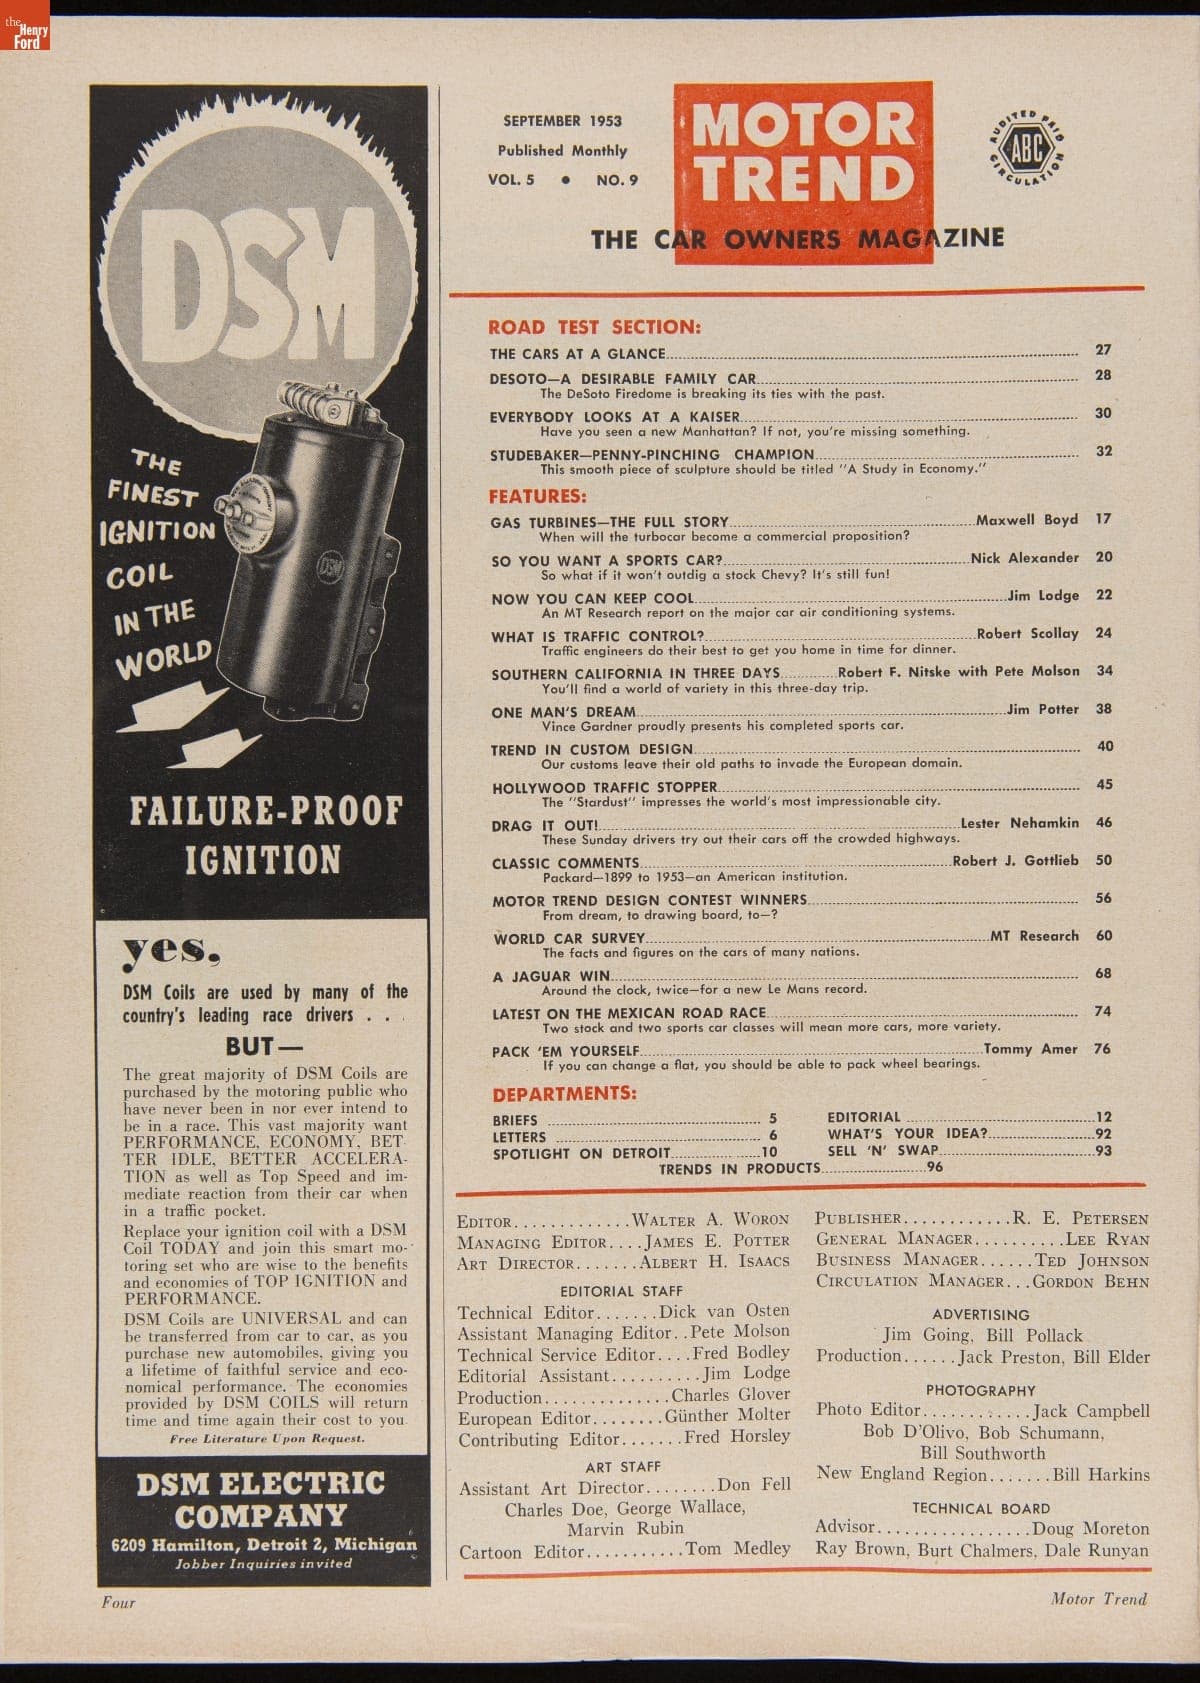 the
Henry
Ford
DSM
THE
FINEST
IGNITION
COIL
IN THE
WORLD
DSM
FAILURE-PROOF
IGNITION
yes,
DSM Coils are used by many of the
country's leading race drivers . . .
BUT—
The great majority of DSM Coils are
purchased by the motoring public who
have never been in nor ever intend to
be in a race. This vast majority want
PERFORMANCE, ECONOMY, BET-
TER IDLE, BETTER ACCELERA-
TION as well as Top Speed and im-
mediate reaction from their car when
in a traffic pocket.
Replace your ignition coil with a DSM
Coil TODAY and join this smart mo-
toring set who are wise to the benefits
and economies of TOP IGNITION and
PERFORMANCE.
DSM Coils are UNIVERSAL and can
be transferred from car to car, as you
purchase new automobiles, giving you
a lifetime of faithful service and eco-
nomical performance. The economies
provided by DSM COILS will return
time and time again their cost to you
Free Literature Upon Request.
DSM ELECTRIC
COMPANY
6209 Hamilton, Detroit 2, Michigan
Jobber Inquiries invited
SEPTEMBER 1953
Published Monthly
VOL. 5 • NO. 9
MOTOR
TREND
THE CAR OWNERS MAGAZINE
AUDITED PAID
ABC
CIRCULATION
ROAD TEST SECTION:
THE CARS AT A GLANCE 27
DESOTO—A DESIRABLE FAMILY CAR 28
The DeSoto Firedome is breaking its ties with the past.
EVERYBODY LOOKS AT A KAISER 30
Have you seen a new Manhattan? If not, you're missing something.
STUDEBAKER—PENNY-PINCHING CHAMPION 32
This smooth piece of sculpture should be titled "A Study in Economy."
FEATURES:
GAS TURBINES—THE FULL STORY Maxwell Boyd 17
When will the turbocar become a commercial proposition?
SO YOU WANT A SPORTS CAR? Nick Alexander 20
So what if it won't outdig a stock Chevy? It's still fun!
NOW YOU CAN KEEP COOL Jim Lodge 22
An MT Research report on the major car air conditioning systems.
WHAT IS TRAFFIC CONTROL? Robert Scollay 24
Traffic engineers do their best to get you home in time for dinner.
SOUTHERN CALIFORNIA IN THREE DAYS Robert F. Nitske with Pete Molson 34
You'll find a world of variety in this three-day trip.
ONE MAN'S DREAM Jim Potter 38
Vince Gardner proudly presents his completed sports car.
TREND IN CUSTOM DESIGN 40
Our customs leave their old paths to invade the European domain.
HOLLYWOOD TRAFFIC STOPPER 45
The "Stardust" impresses the world's most impressionable city.
DRAG IT OUT! Lester Nehamkin 46
These Sunday drivers try out their cars off the crowded highways.
CLASSIC COMMENTS Robert J. Gottlieb 50
Packard—1899 to 1953—an American institution.
MOTOR TREND DESIGN CONTEST WINNERS 56
From dream, to drawing board, to—?
WORLD CAR SURVEY MT Research 60
The facts and figures on the cars of many nations.
A JAGUAR WIN 68
Around the clock, twice—for a new Le Mans record.
LATEST ON THE MEXICAN ROAD RACE 74
Two stock and two sports car classes will mean more cars, more variety.
PACK 'EM YOURSELF Tommy Amer 76
If you can change a flat, you should be able to pack wheel bearings.
DEPARTMENTS:
BRIEFS 5
LETTERS 6
SPOTLIGHT ON DETROIT 10
EDITORIAL 12
WHAT'S YOUR IDEA? 92
SELL 'N' SWAP 93
TRENDS IN PRODUCTS 96
EDITOR WALTER A. WORON
MANAGING EDITOR JAMES E. POTTER
ART DIRECTOR ALBERT H. ISAACS
EDITORIAL STAFF
Technical Editor Dick van Osten
Assistant Managing Editor Pete Molson
Technical Service Editor Fred Bodley
Editorial Assistant Jim Lodge
Production Charles Glover
European Editor Günther Molter
Contributing Editor Fred Horsley
ART STAFF
Assistant Art Director Don Fell
Charles Doe, George Wallace,
Marvin Rubin
Cartoon Editor Tom Medley
PUBLISHER R. E. PETERSEN
GENERAL MANAGER LEE RYAN
BUSINESS MANAGER TED JOHNSON
CIRCULATION MANAGER GORDON BEHN
ADVERTISING
Jim Going, Bill Pollack
Production Jack Preston, Bill Elder
PHOTOGRAPHY
Photo Editor Jack Campbell
Bob D'Olivo, Bob Schumann,
Bill Southworth
New England Region Bill Harkins
TECHNICAL BOARD
Advisor Doug Moreton
Ray Brown, Burt Chalmers, Dale Runyan
Four
Motor Trend